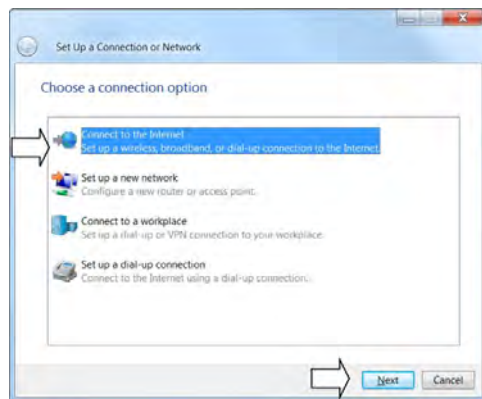 Set Up a Connection or Network
Choose a connection option
Connect to the Internet
Set up a wireless, broadband, or dial-up connection to the Internet.
Set up a new network
Configure a new router or access point.
Connect to a workplace
Set up a dial-up or VPN connection to your workplace.
Set up a dial-up connection
Connect to the Internet using a dial-up connection.
Next
Cancel